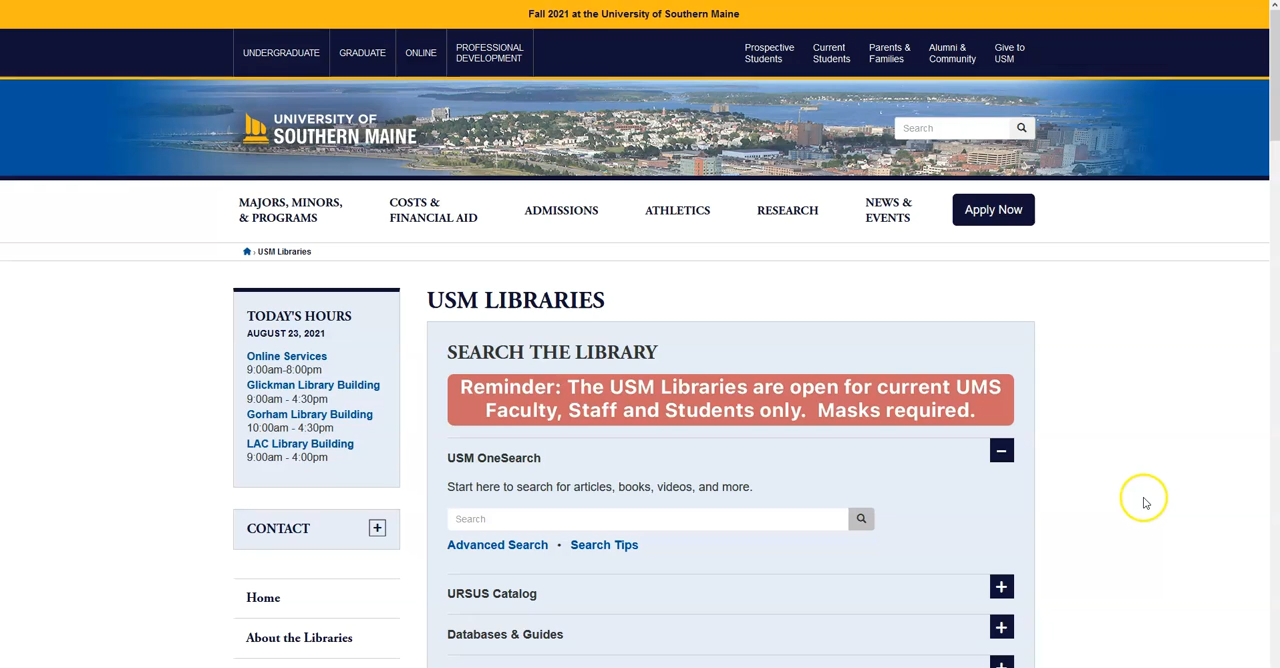 Fall 2021 at the University of Southern Maine
UNDERGRADUATE
GRADUATE
ONLINE
PROFESSIONAL
DEVELOPMENT
Prospective
Students
Current
Students
Parents &
Families
Alumni &
Community
Give to
USM
UNIVERSITY OF
SOUTHERN MAINE
Search
MAJORS, MINORS,
& PROGRAMS
COSTS &
FINANCIAL AID
ADMISSIONS
ATHLETICS
RESEARCH
NEWS &
EVENTS
Apply Now
› USM Libraries
TODAY'S HOURS
AUGUST 23, 2021
Online Services
9:00am-8:00pm
Glickman Library Building
9:00am - 4:30pm
Gorham Library Building
10:00am - 4:30pm
LAC Library Building
9:00am - 4:00pm
CONTACT
Home
About the Libraries
USM LIBRARIES
SEARCH THE LIBRARY
Reminder: The USM Libraries are open for current UMS
Faculty, Staff and Students only. Masks required.
USM OneSearch
Start here to search for articles, books, videos, and more.
Search
Advanced Search • Search Tips
URSUS Catalog
Databases & Guides